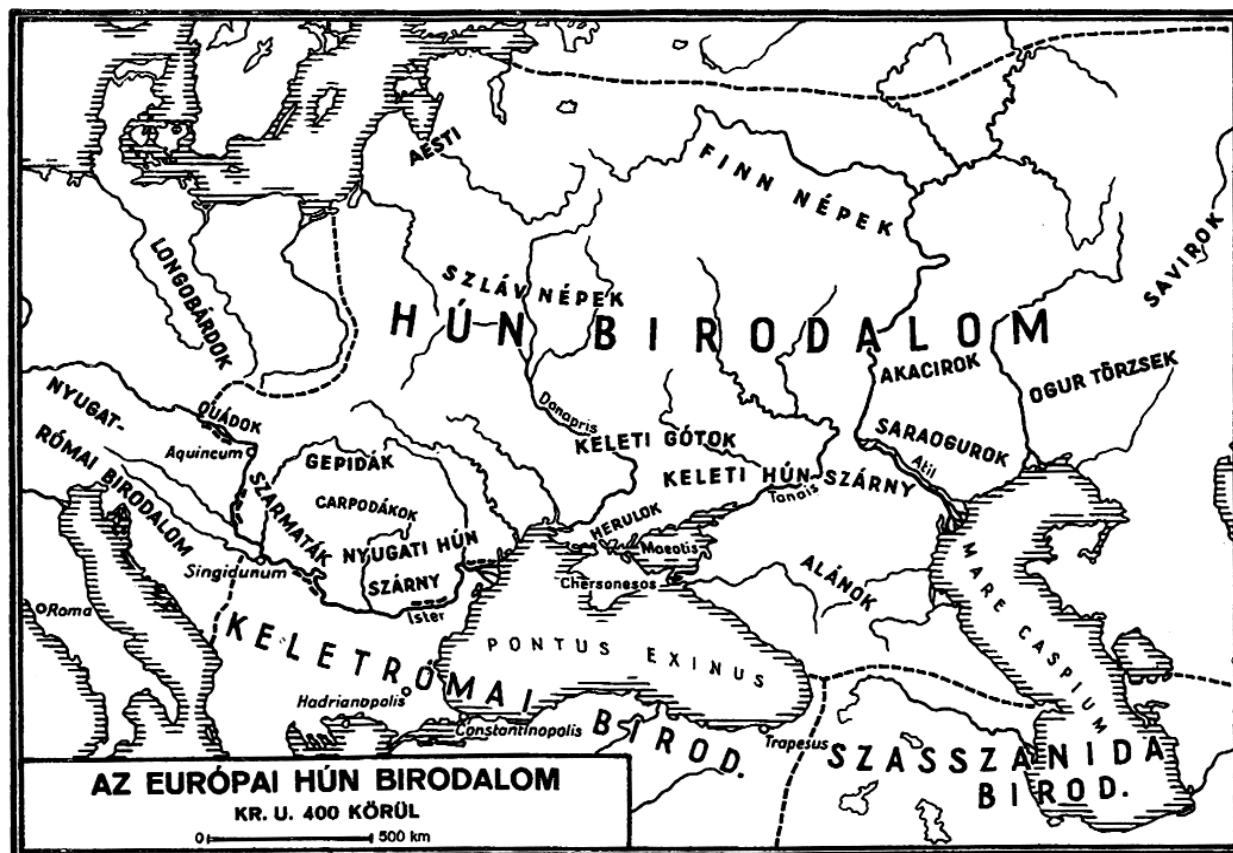 AESTI
FINN NÉPEK
SAVIROK
LONGOBÁRDOK
SZLÁV NÉPEK
HÚN BIRODALOM
AKACIROK
OGUR TÖRZSEK
NYUGAT-
RÓMAI BIRODALOM
QUÁDOK
Aquincum
Danapris
KELETI GÓTOK
SARAOGUROK
Atil
GEPIDÁK
KELETI HÚN SZÁRNY
Tanais
SZARMATÁK
CARPODÁKOK
HERULOK
NYUGATI HÚN
SZÁRNY
Maeotis
Singidunum
Chersonesos
ALÁNOK
MARE CASPIUM
Roma
Ister
KELETRÓMAI
BIROD.
PONTUS EXINUS
Hadrianopolis
Constantinopolis
Trapesus
SZASSZANIDA
BIROD.
AZ EURÓPAI HÚN BIRODALOM
KR. U. 400 KÖRÜL
0 500 km